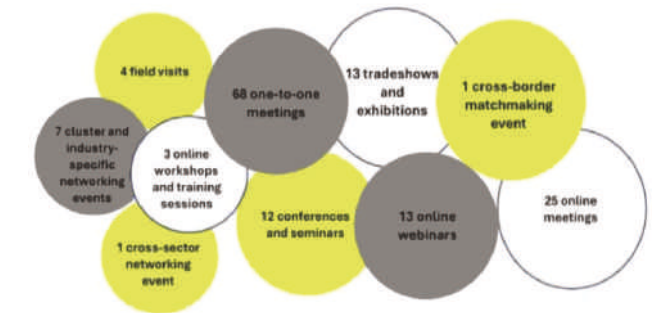 4 field visits
68 one-to-one
meetings
13 tradeshows
and
exhibitions
1 cross-border
matchmaking
event
7 cluster and
industry-
specific
networking
events
3 online
workshops
and training
sessions
12 conferences
and seminars
13 online
webinars
25 online
meetings
1 cross-sector
networking
event